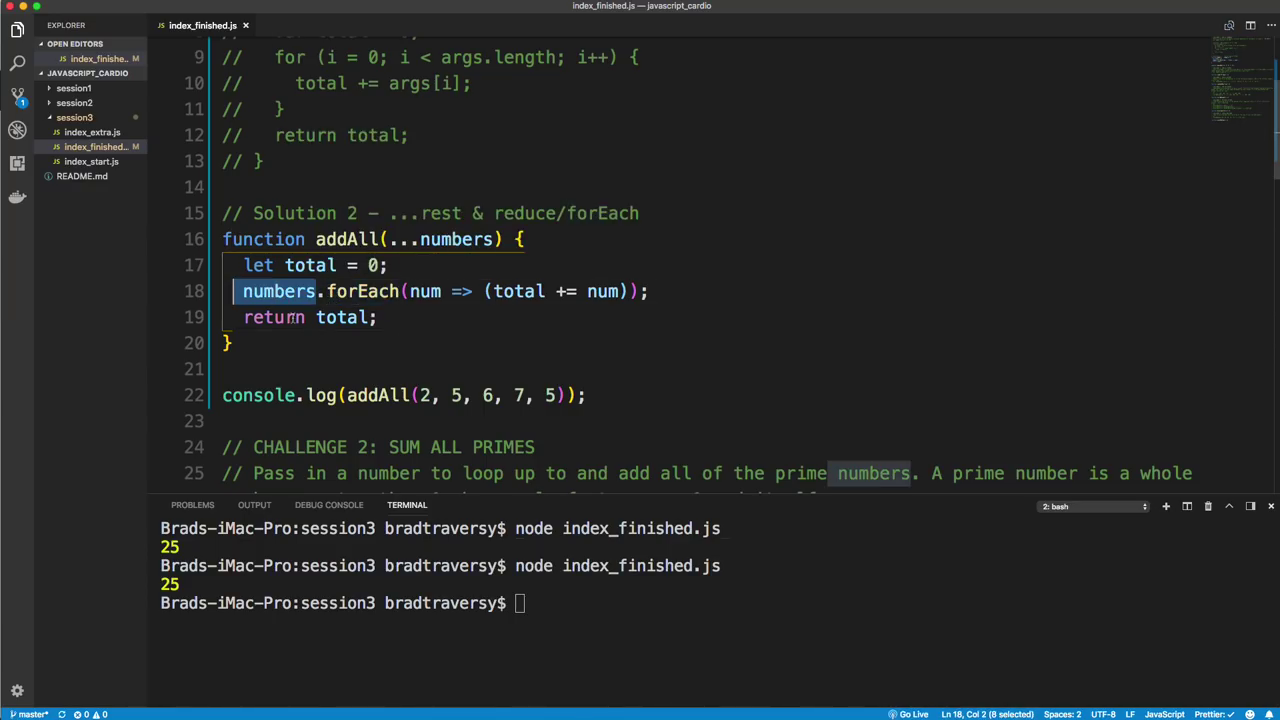 index_finished.js — javascript_cardio
EXPLORER
index_finished.js ×
OPEN EDITORS
index_finishe... M
JAVASCRIPT_CARDIO
session1
session2
session3
index_extra.js
index_finished... M
index_start.js
README.md
1
9 // for (i = 0; i < args.length; i++) {
10 // total += args[i];
11 // }
12 // return total;
13 // }
14
15 // Solution 2 - ...rest & reduce/forEach
16 function addAll(...numbers) {
17 let total = 0;
18 numbers.forEach(num => (total += num));
19 return total;
20 }
21
22 console.log(addAll(2, 5, 6, 7, 5));
23
24 // CHALLENGE 2: SUM ALL PRIMES
25 // Pass in a number to loop up to and add all of the prime numbers. A prime number is a whole
PROBLEMS OUTPUT DEBUG CONSOLE TERMINAL 2: bash
Brads-iMac-Pro:session3 bradtraversy$ node index_finished.js
25
Brads-iMac-Pro:session3 bradtraversy$ node index_finished.js
25
Brads-iMac-Pro:session3 bradtraversy$
master* 0 0 Go Live Ln 18, Col 2 (8 selected) Spaces: 2 UTF-8 LF JavaScript Prettier: ✓